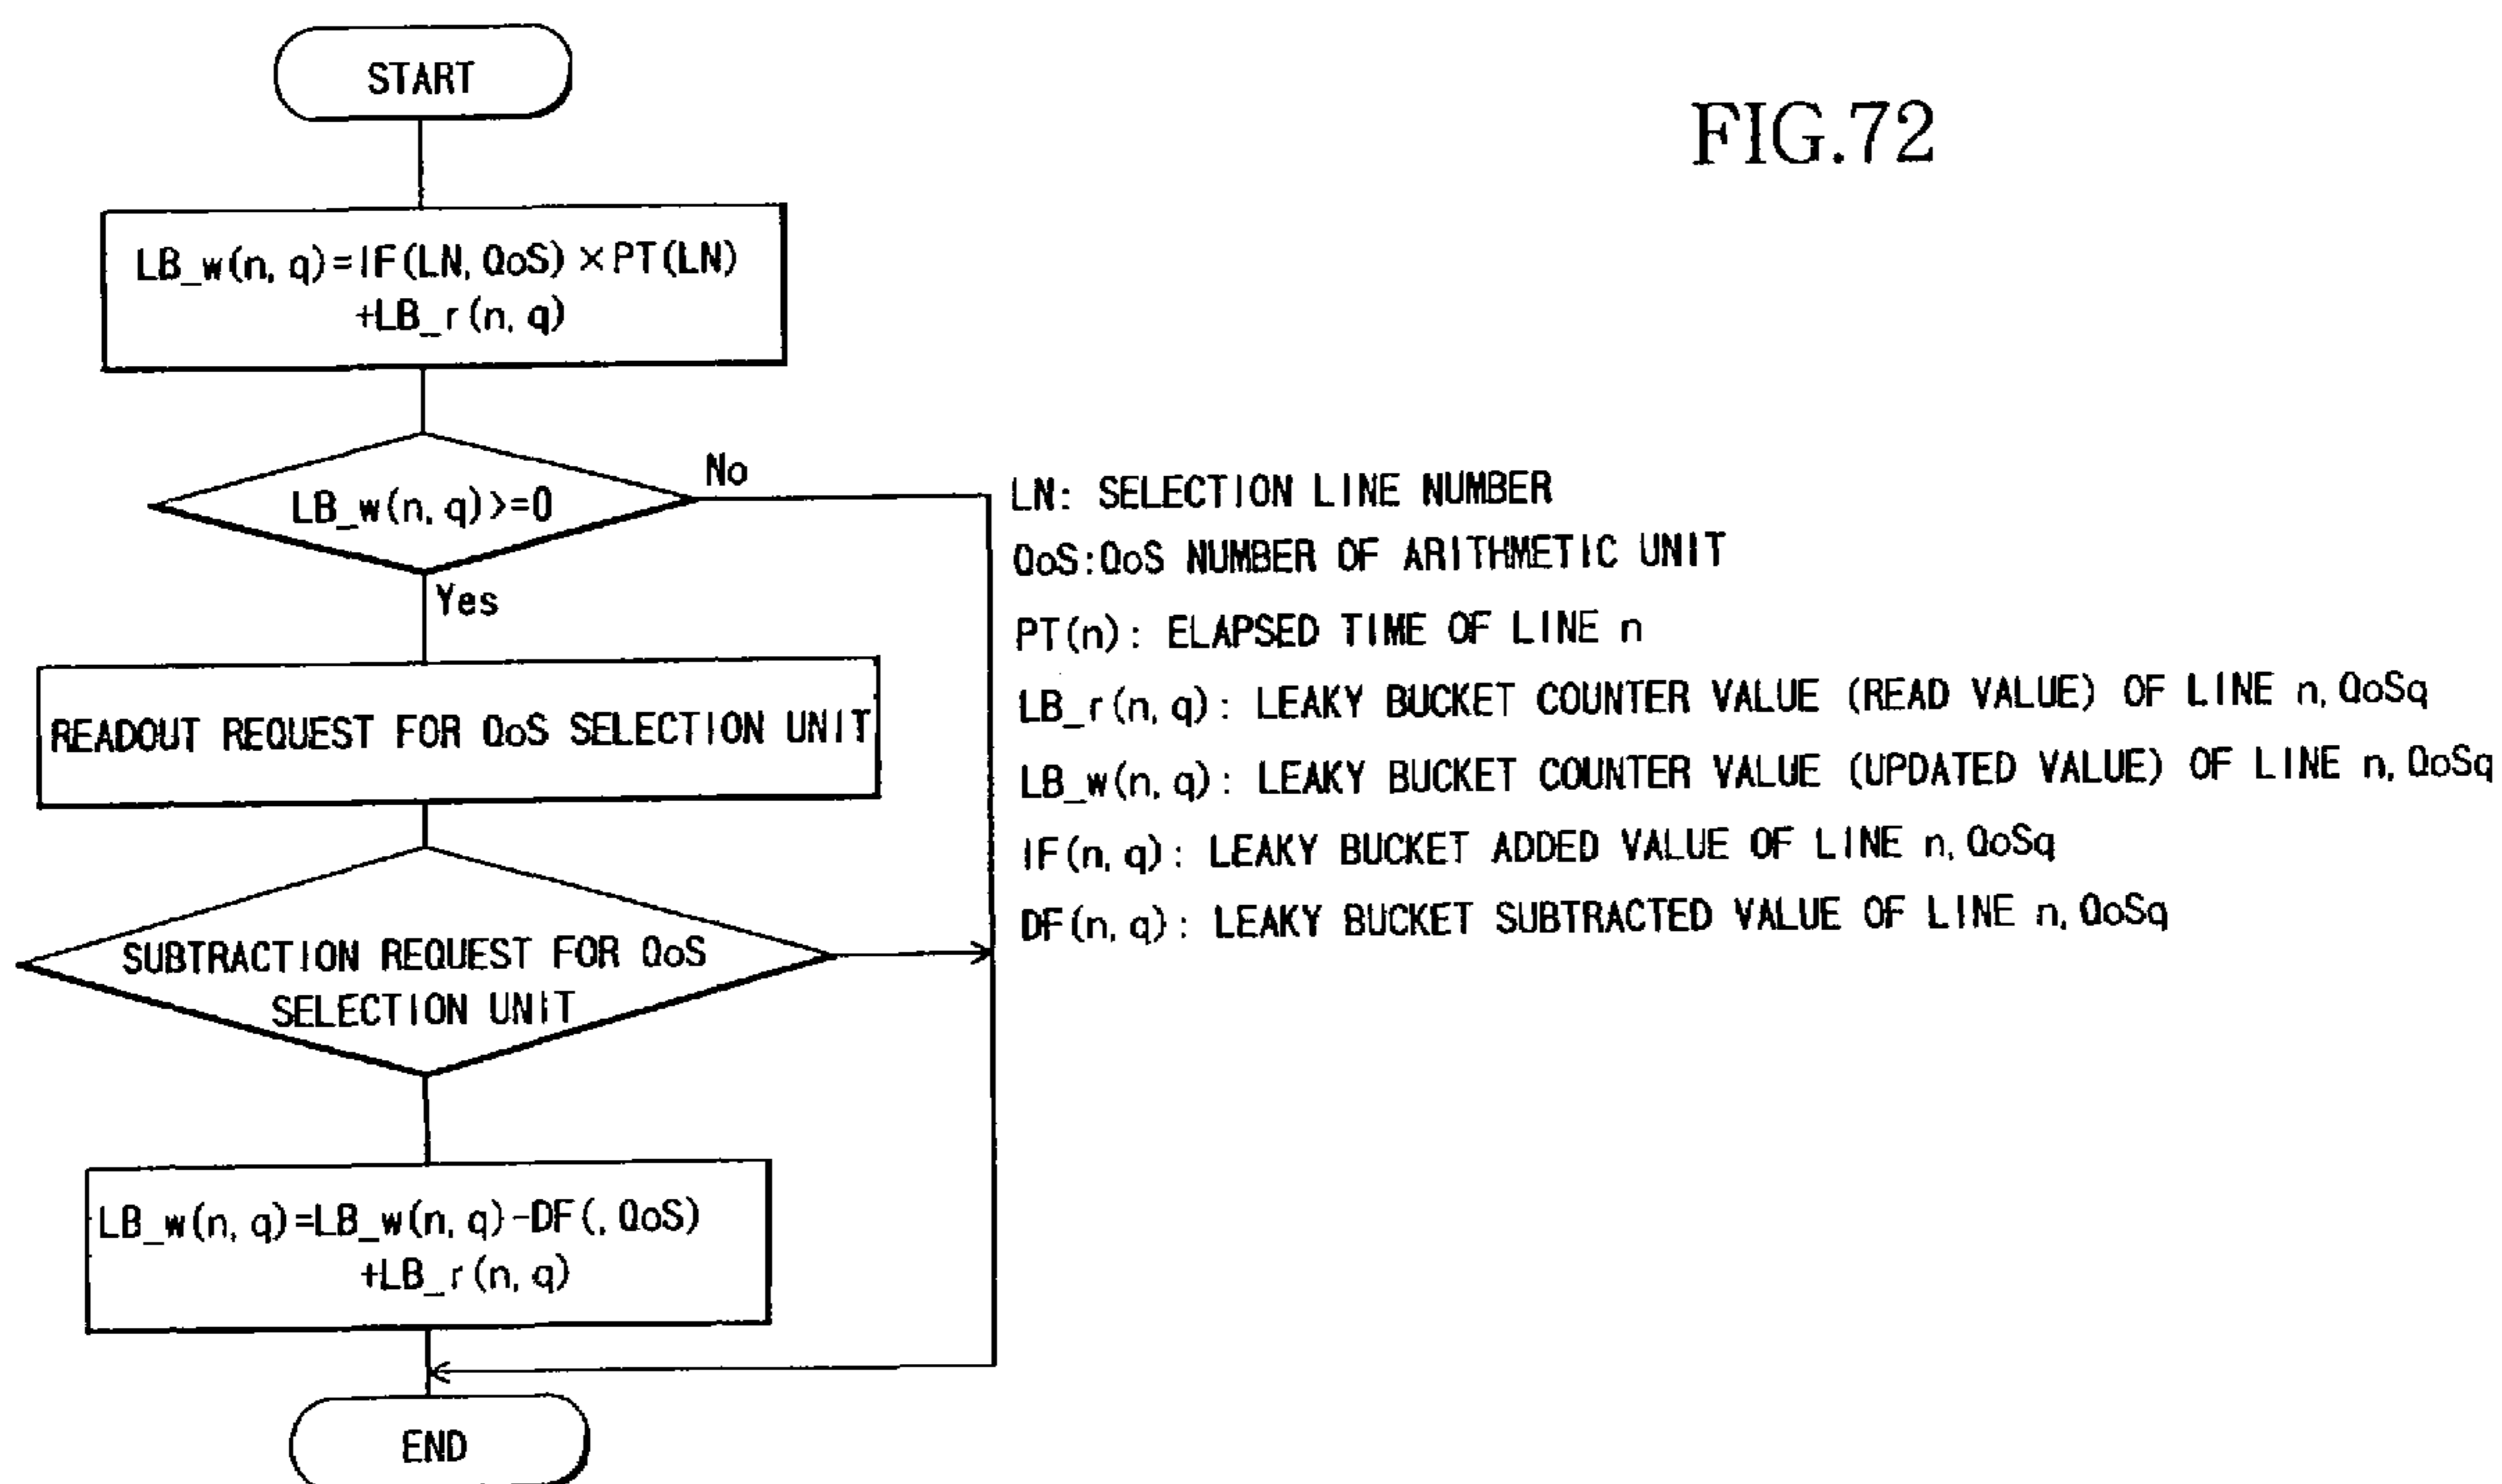 START
FIG.72
LB_w(n, q)=IF(LN, QoS)×PT(LN)
+LB_r(n, q)
LB_w(n, q)>=0
No
Yes
READOUT REQUEST FOR QoS SELECTION UNIT
SUBTRACTION REQUEST FOR QoS
SELECTION UNIT
LB_w(n, q)=LB_w(n, q)-DF(, QoS)
+LB_r(n, q)
END
LN: SELECTION LINE NUMBER
QoS:QoS NUMBER OF ARITHMETIC UNIT
PT(n): ELAPSED TIME OF LINE n
LB_r(n, q): LEAKY BUCKET COUNTER VALUE (READ VALUE) OF LINE n, QoSq
LB_w(n, q): LEAKY BUCKET COUNTER VALUE (UPDATED VALUE) OF LINE n, QoSq
IF(n, q): LEAKY BUCKET ADDED VALUE OF LINE n, QoSq
DF(n, q): LEAKY BUCKET SUBTRACTED VALUE OF LINE n, QoSq